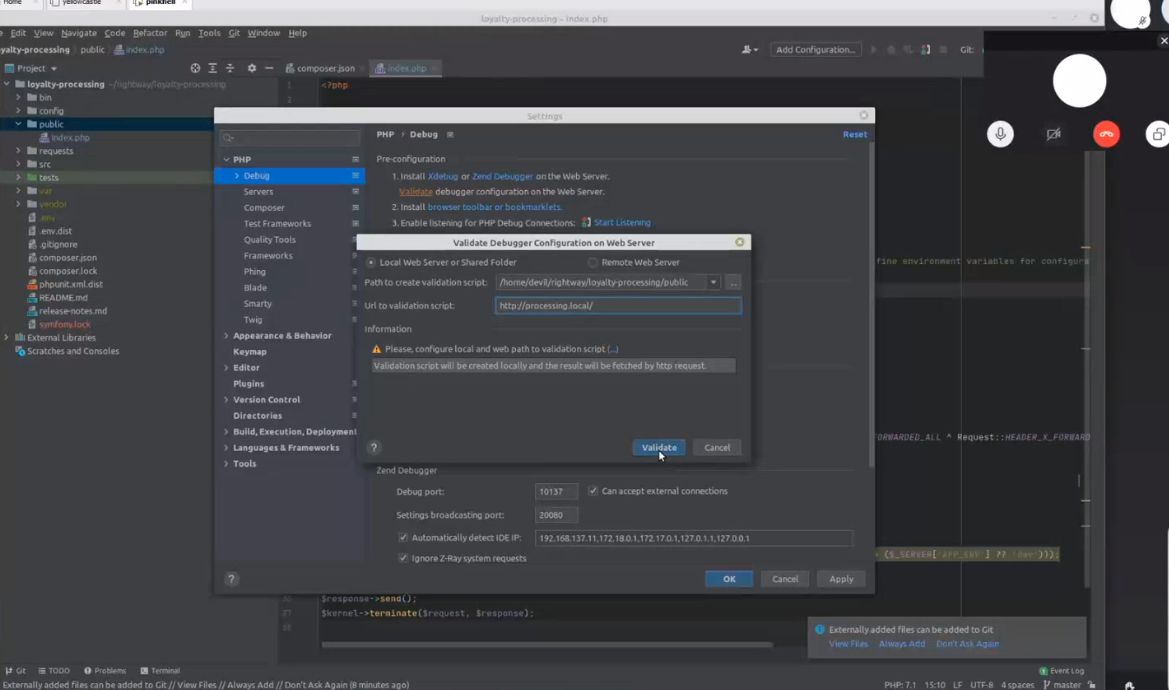 Home
yellowcastle
pinkhell
loyalty-processing - index.php
Edit View Navigate Code Refactor Run Tools Git Window Help
loyalty-processing public index.php
Add Configuration...
Git:
Project
composer.json
index.php
loyalty-processing ~/rightway/loyalty-processing
bin
config
public
index.php
requests
src
tests
var
vendor
.env
.env.dist
.gitignore
composer.json
composer.lock
phpunit.xml.dist
README.md
release-notes.md
symfony.lock
External Libraries
Scratches and Consoles
1
<?php
2
Settings
PHP › Debug
Reset
PHP
Debug
Servers
Composer
Test Frameworks
Quality Tools
Frameworks
Phing
Blade
Smarty
Twig
Appearance & Behavior
Keymap
Editor
Plugins
Version Control
Directories
Build, Execution, Deployment
Languages & Frameworks
Tools
Pre-configuration
1. Install Xdebug or Zend Debugger on the Web Server.
Validate debugger configuration on the Web Server.
2. Install browser toolbar or bookmarklets.
3. Enable listening for PHP Debug Connections: Start Listening
Validate Debugger Configuration on Web Server
Local Web Server or Shared Folder
Remote Web Server
Path to create validation script: /home/devil/rightway/loyalty-processing/public
...
Url to validation script: http://processing.local/
Information
Please, configure local and web path to validation script (...)
Validation script will be created locally and the result will be fetched by http request.
?
Validate
Cancel
Zend Debugger
Debug port: 10137
Can accept external connections
Settings broadcasting port: 20080
Automatically detect IDE IP: 192.168.137.11,172.18.0.1,172.17.0.1,127.0.1.1,127.0.0.1
Ignore Z-Ray system requests
?
OK
Cancel
Apply
fine environment variables for configura
FORWARDED_ALL ^ Request::HEADER_X_FORWARD
($_SERVER['APP_ENV'] ?? 'dev')));
$response->send();
27
$kernel->terminate($request, $response);
28
Externally added files can be added to Git
View Files Always Add Don't Ask Again
Git TODO Problems Terminal
Event Log
Externally added files can be added to Git // View Files // Always Add // Don't Ask Again (8 minutes ago)
PHP: 7.1 15:10 LF UTF-8 4 spaces master